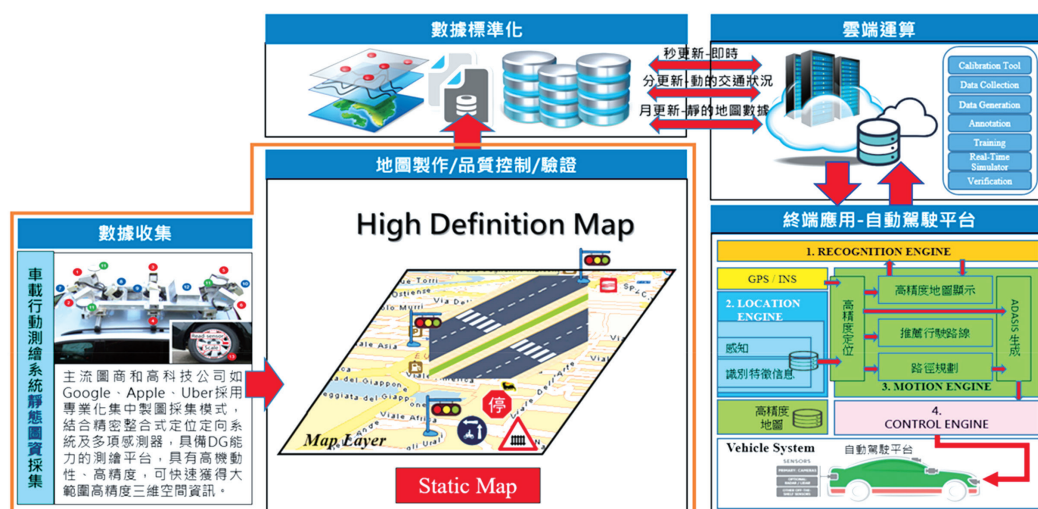 數據標準化
雲端運算
秒更新-即時
分更新-動的交通狀況
月更新-靜的地圖數據
Calibration Tool
Data Collection
Data Generation
Annotation
Training
Real-Time
Simulator
Verification
地圖製作/品質控制/驗證
High Definition Map
Map Layer
停
Static Map
數據收集
車載行動測繪系統靜態圖資採集
主流圖商和高科技公司如
Google、Apple、Uber採用
專業化集中製圖採集模式，
結合精密整合式定位定向系
統及多項感測器，具備DG能
力的測繪平台，具有高機動
性、高精度，可快速獲得大
範圍高精度三維空間資訊。
終端應用-自動駕駛平台
1. RECOGNITION ENGINE
GPS / INS
2. LOCATION
ENGINE
感知
識別特徵信息
高精度定位
高精度地圖顯示
推薦行駛路線
路徑規劃
ADASIS 生成
3. MOTION ENGINE
高精度
地圖
4.
CONTROL ENGINE
Vehicle System
自動駕駛平台
SENSORS
PRIMARY CAMERAS
Viale Asia
Viale Africa